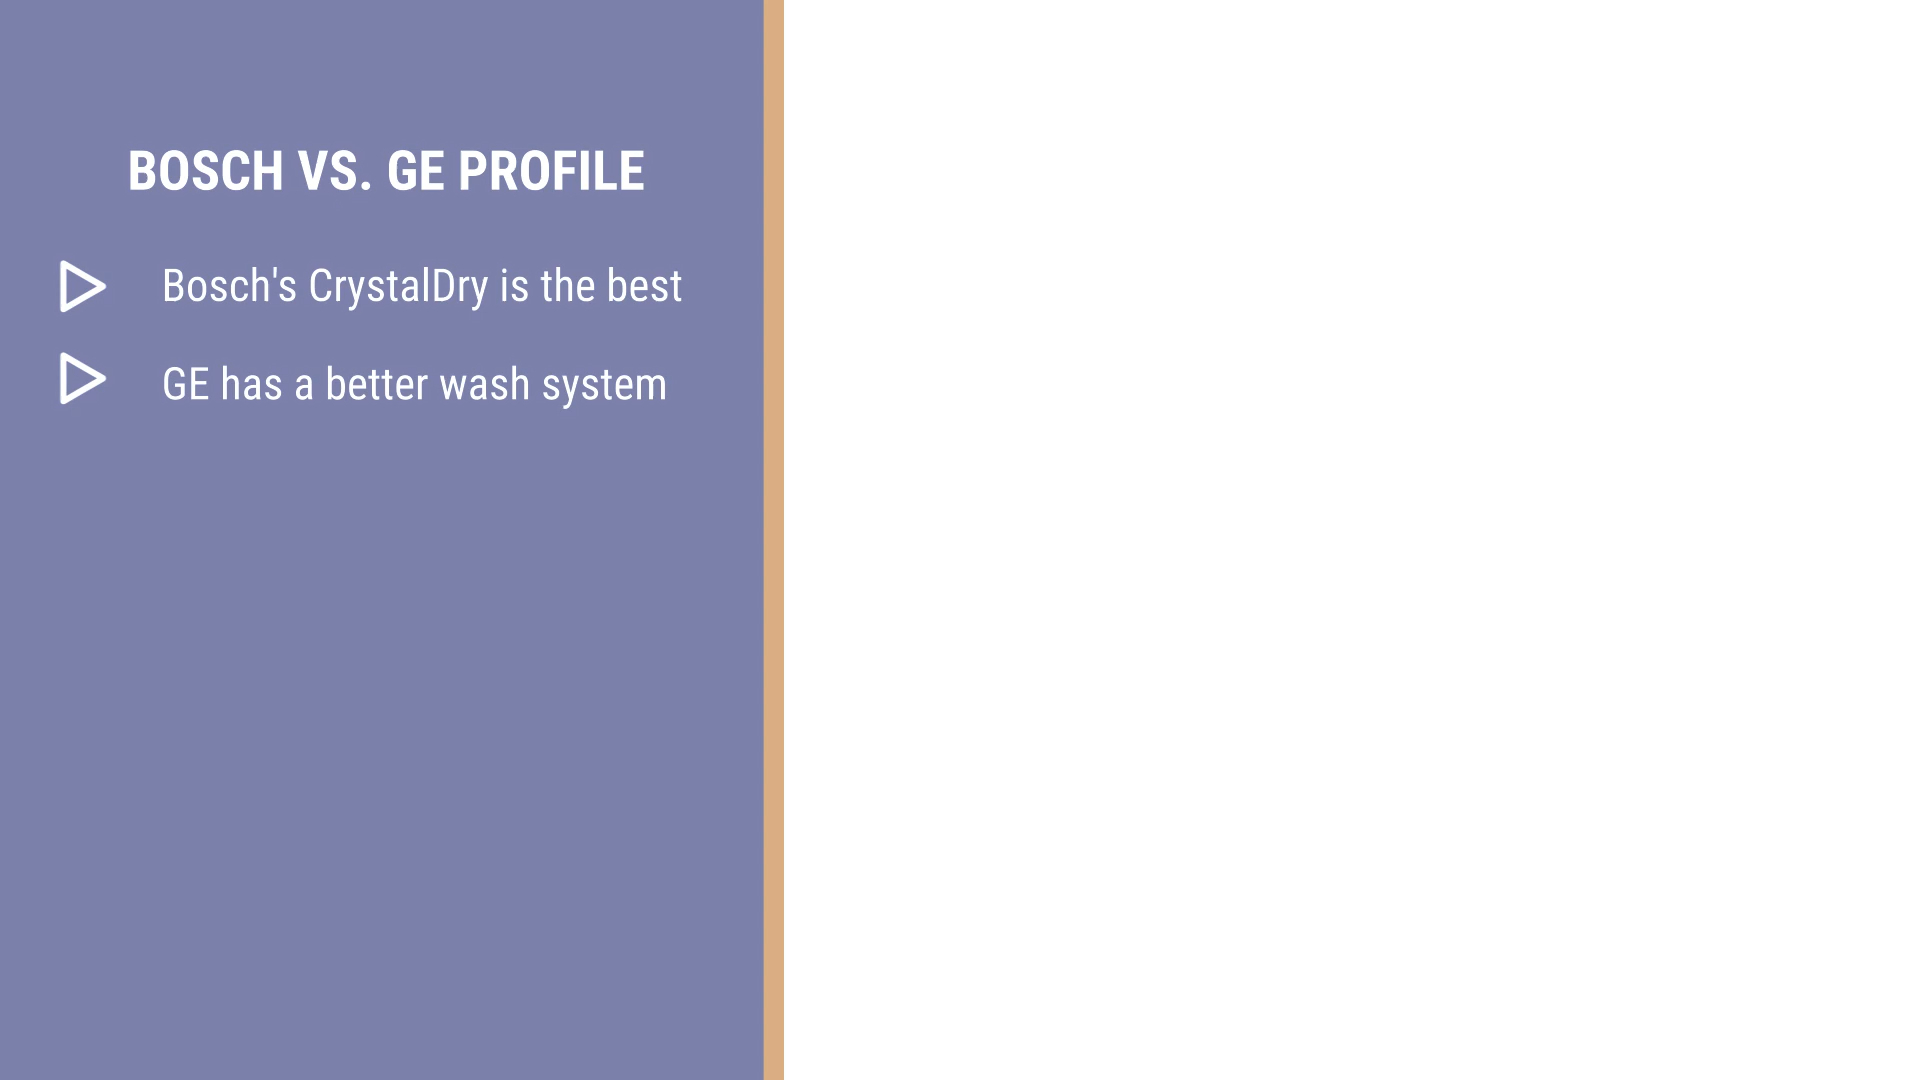 BOSCH VS. GE PROFILE
Bosch's CrystalDry is the best
GE has a better wash system